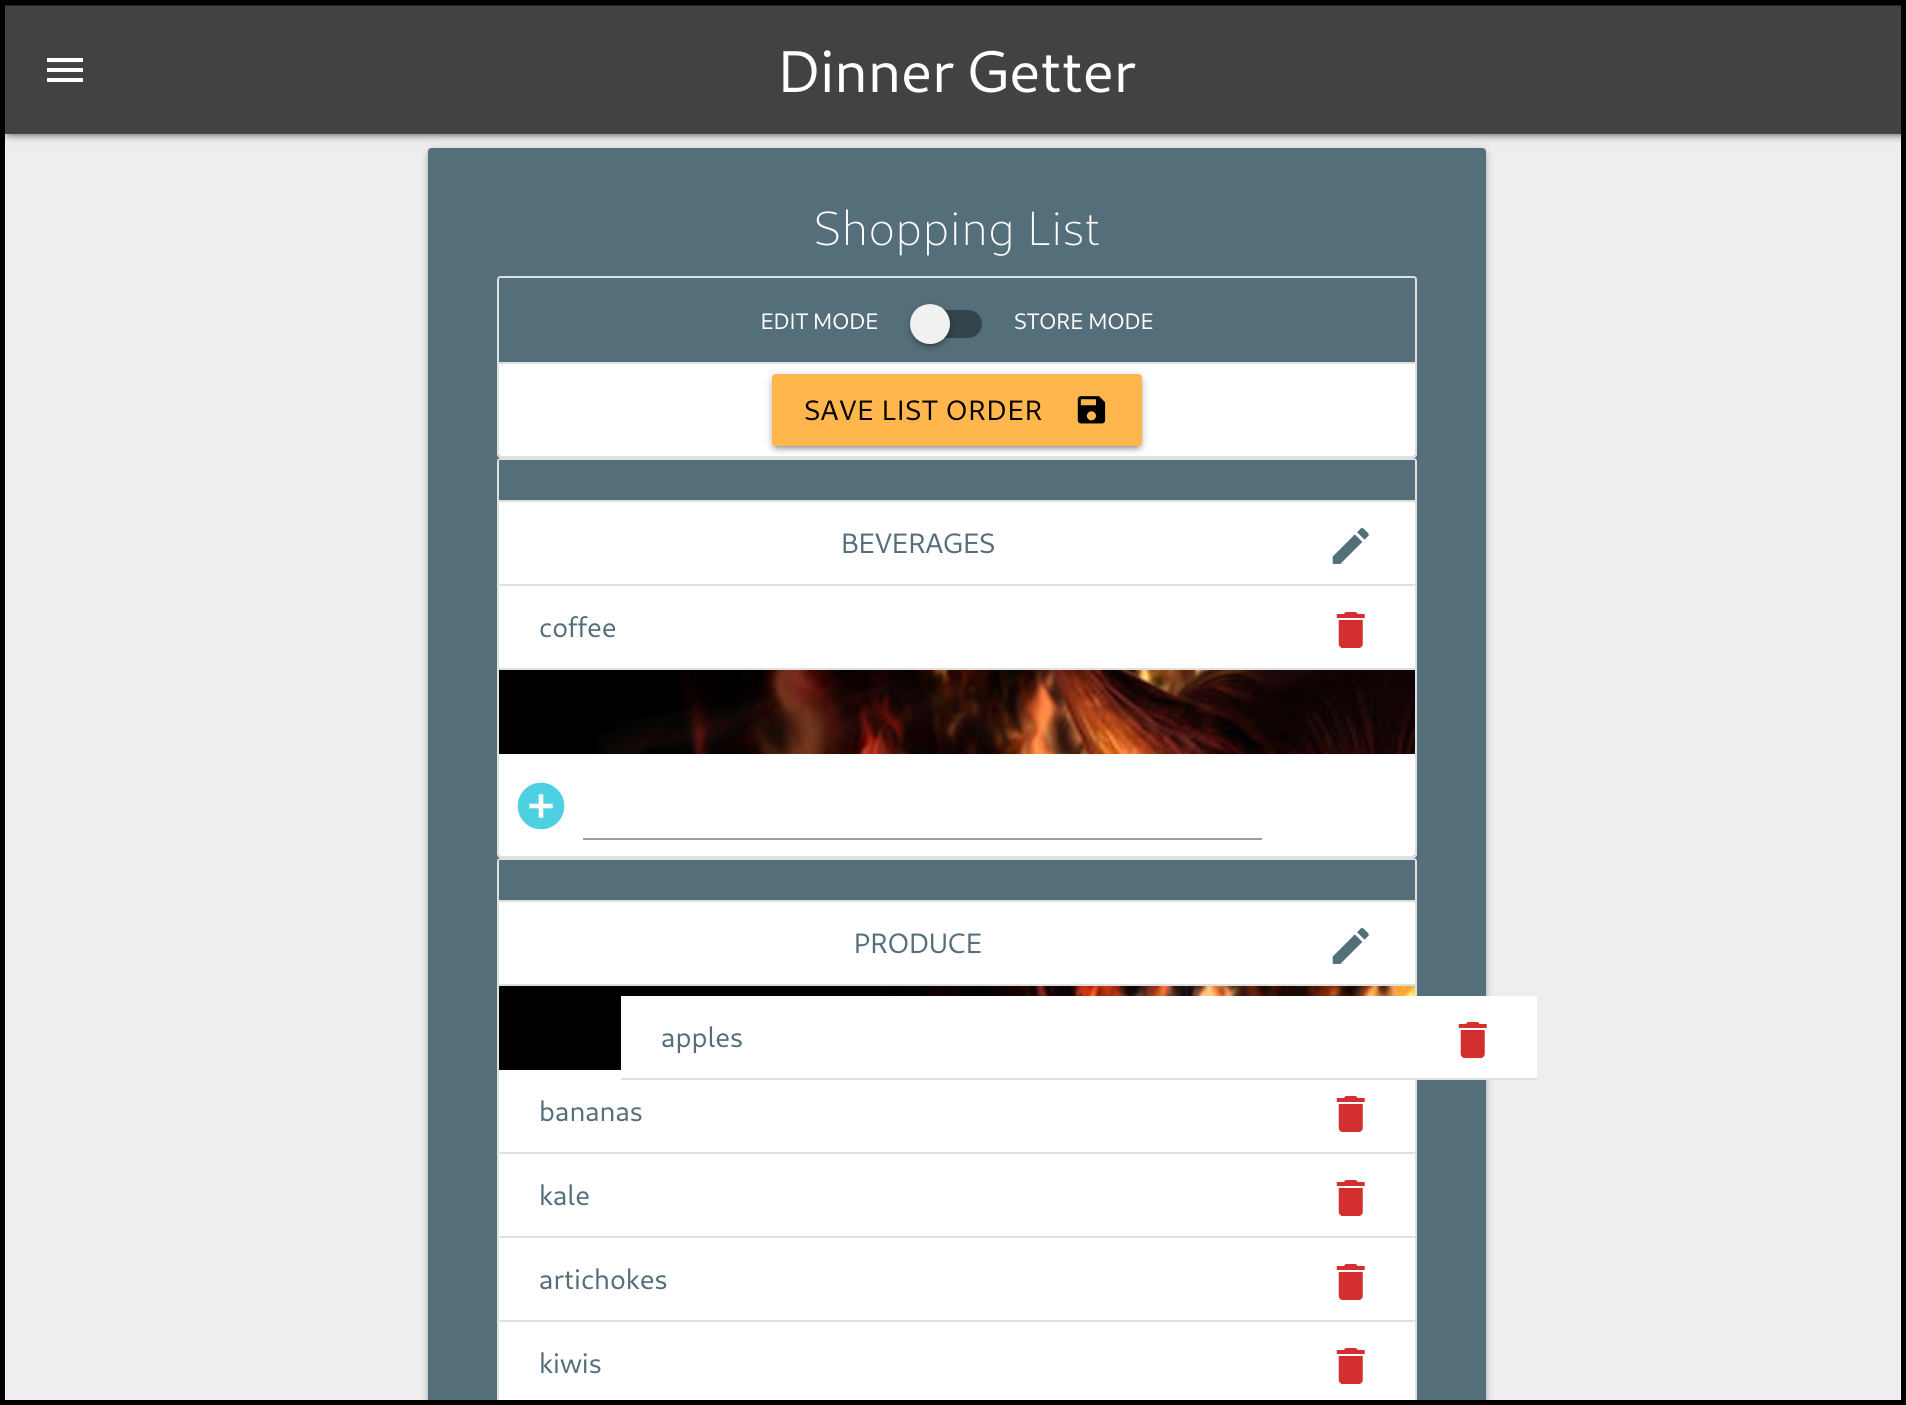 Dinner Getter
Shopping List
EDIT MODE STORE MODE
SAVE LIST ORDER
BEVERAGES
coffee
PRODUCE
apples
bananas
kale
artichokes
kiwis